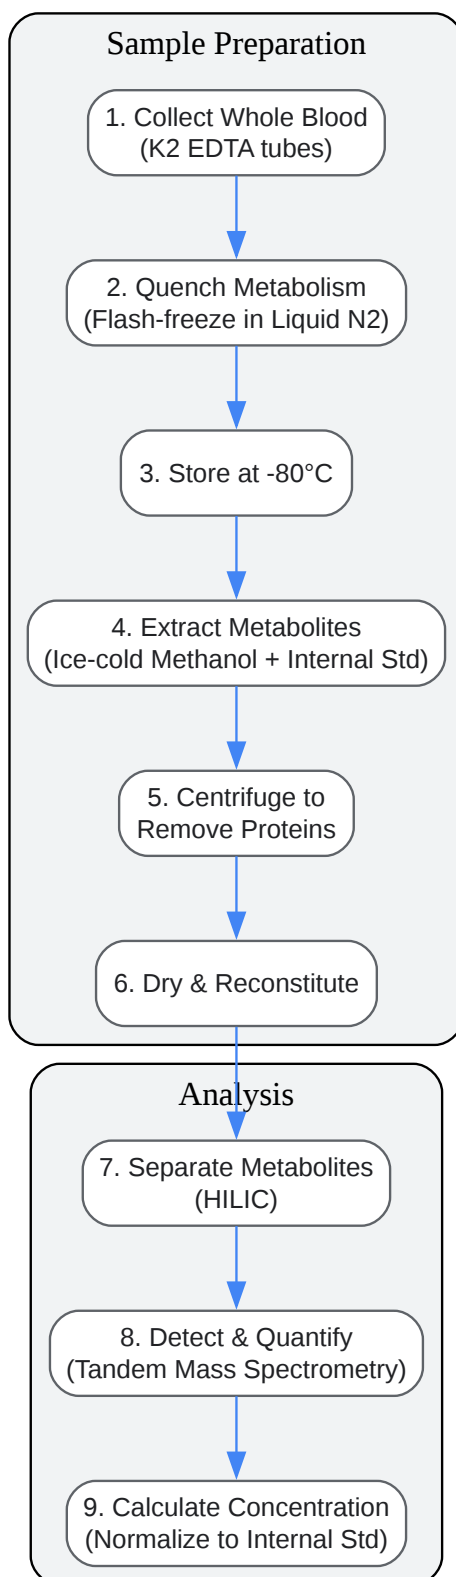 Sample Preparation
1. Collect Whole Blood
(K2 EDTA tubes)
2. Quench Metabolism
(Flash-freeze in Liquid N2)
3. Store at -80°C
4. Extract Metabolites
(Ice-cold Methanol + Internal Std)
5. Centrifuge to
Remove Proteins
6. Dry & Reconstitute
Analysis
7. Separate Metabolites
(HILIC)
8. Detect & Quantify
(Tandem Mass Spectrometry)
9. Calculate Concentration
(Normalize to Internal Std)